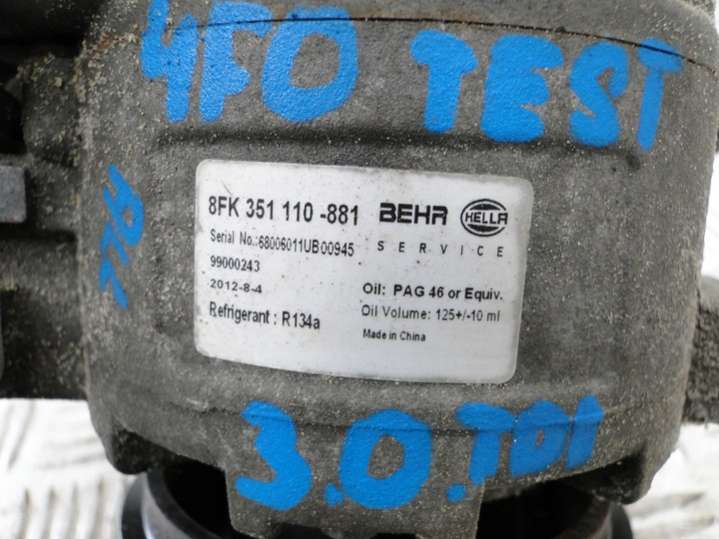 4F0 TEST
8FK 351 110 -881 BEHR HELLA
Serial No.:68006011UB00945 SERVICE
99000243
2012-8-4 Oil: PAG 46 or Equiv.
Refrigerant : R134a Oil Volume: 125+/-10 ml
Made in China
3.0.TDI